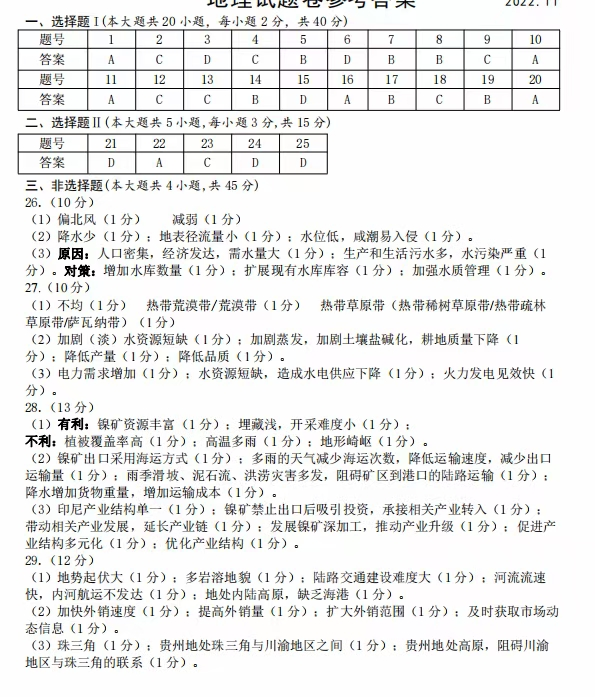 地理试题卷参考答案 2022.11
一、选择题Ⅰ(本大题共20小题，每小题2分，共40分)
题号 1 2 3 4 5 6 7 8 9 10
答案 A C D C B D B B C A
题号 11 12 13 14 15 16 17 18 19 20
答案 A C C B D A B C B A
二、选择题Ⅱ(本大题共5小题,每小题3分,共15分)
题号 21 22 23 24 25
答案 D A C D D
三、非选择题(本大题共4小题,共45分)
26.（10分）
（1）偏北风（1分） 减弱（1分）
（2）降水少（1分）；地表径流量小（1分）；水位低，咸潮易入侵（1分）。
（3）原因：人口密集，经济发达，需水量大（1分）；生产和生活污水多，水污染严重（1
分）。对策：增加水库数量（1分）；扩展现有水库库容（1分）；加强水质管理（1分）。
27.（10分）
（1）不均（1分） 热带荒漠带/荒漠带（1分） 热带草原带（热带稀树草原带/热带疏林
草原带/萨瓦纳带）（1分）
（2）加剧（淡）水资源短缺（1分）；加剧蒸发，加剧土壤盐碱化，耕地质量下降（1
分）；降低产量（1分）；降低品质（1分）。
（3）电力需求增加（1分）；水资源短缺，造成水电供应下降（1分）；火力发电见效快（1
分）。
28.（13分）
（1）有利：镍矿资源丰富（1分）；埋藏浅，开采难度小（1分）；
不利：植被覆盖率高（1分）；高温多雨（1分）；地形崎岖（1分）。
（2）镍矿出口采用海运方式（1分）；多雨的天气减少海运次数，降低运输速度，减少出口
运输量（1分）；雨季滑坡、泥石流、洪涝灾害多发，阻碍矿区到港口的陆路运输（1分）；
降水增加货物重量，增加运输成本（1分）。
（3）印尼产业结构单一（1分）；镍矿禁止出口后吸引投资，承接相关产业转入（1分）；
带动相关产业发展，延长产业链（1分）；发展镍矿深加工，推动产业升级（1分）；促进产
业结构多元化（1分）；优化产业结构（1分）。
29.（12分）
（1）地势起伏大（1分）；多岩溶地貌（1分）；陆路交通建设难度大（1分）；河流流速
快，内河航运不发达（1分）；地处内陆高原，缺乏海港（1分）。
（2）加快外销速度（1分）；提高外销量（1分）；扩大外销范围（1分）；及时获取市场动
态信息（1分）。
（3）珠三角（1分）；贵州地处珠三角与川渝地区之间（1分）；贵州地处高原，阻碍川渝
地区与珠三角的联系（1分）。